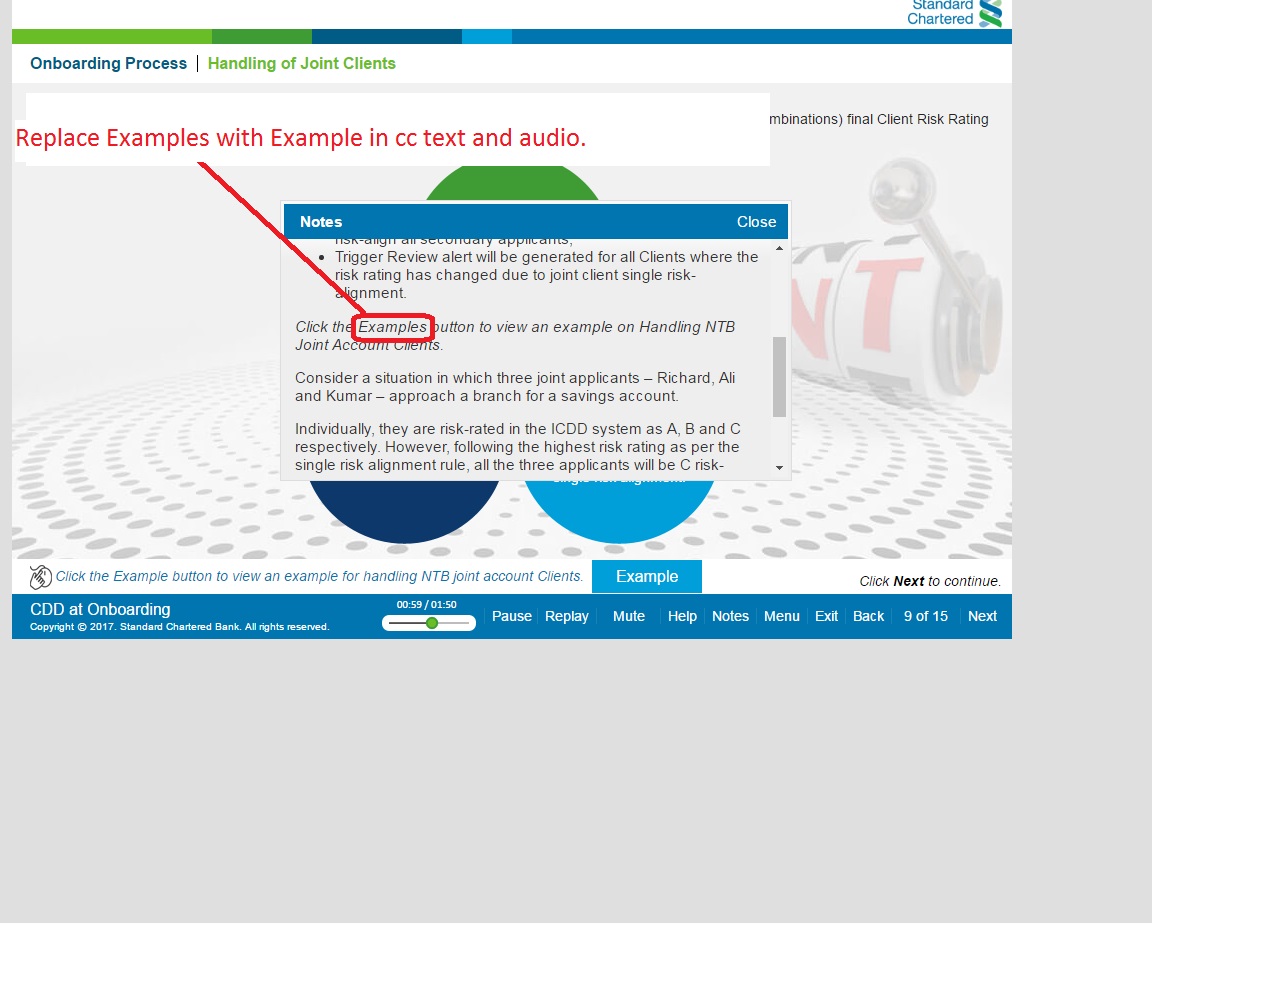 Standard
Chartered
Onboarding Process | Handling of Joint Clients
mbinations) final Client Risk Rating
Replace Examples with Example in cc text and audio.
Notes
Close
risk-align all secondary applicants;
• Trigger Review alert will be generated for all Clients where the
risk rating has changed due to joint client single risk-
alignment.
Click the Examples button to view an example on Handling NTB
Joint Account Clients.
Consider a situation in which three joint applicants – Richard, Ali
and Kumar – approach a branch for a savings account.
Individually, they are risk-rated in the ICDD system as A, B and C
respectively. However, following the highest risk rating as per the
single risk alignment rule, all the three applicants will be C risk-
single risk alignment.
Click the Example button to view an example for handling NTB joint account Clients.
Example
Click Next to continue.
CDD at Onboarding
Copyright © 2017. Standard Chartered Bank. All rights reserved.
00:59 / 01:50
Pause
Replay
Mute
Help
Notes
Menu
Exit
Back
9 of 15
Next